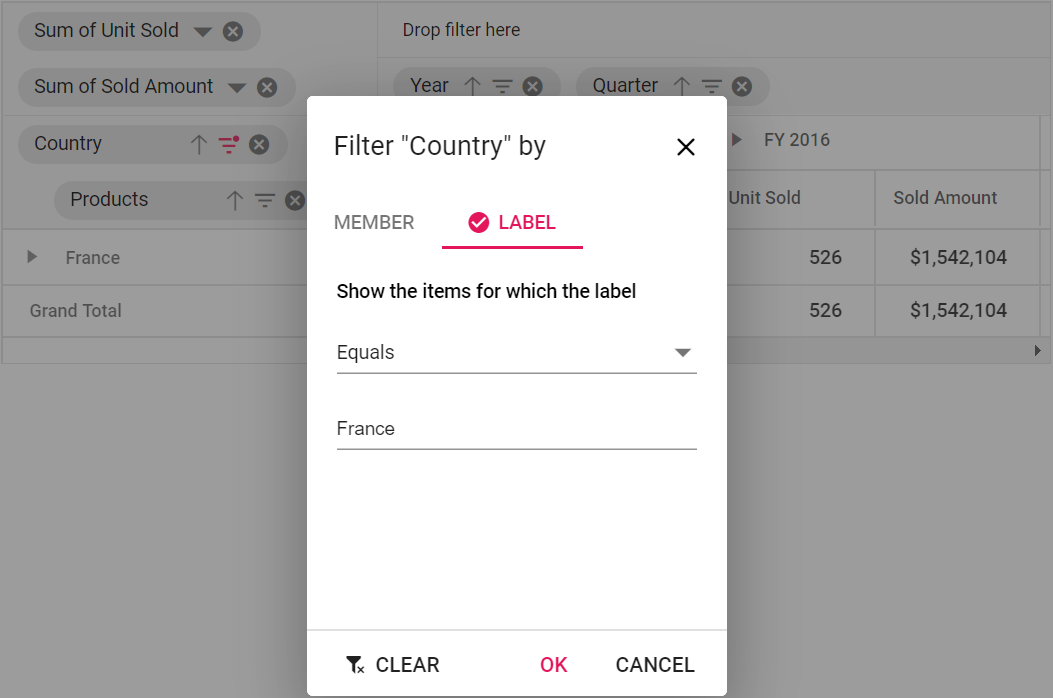 Sum of Unit Sold
Drop filter here
Sum of Sold Amount
Year
Quarter
Country
FY 2016
Products
Unit Sold
Sold Amount
France
526
$1,542,104
Grand Total
526
$1,542,104
Filter "Country" by
MEMBER
LABEL
Show the items for which the label
Equals
France
CLEAR
OK
CANCEL